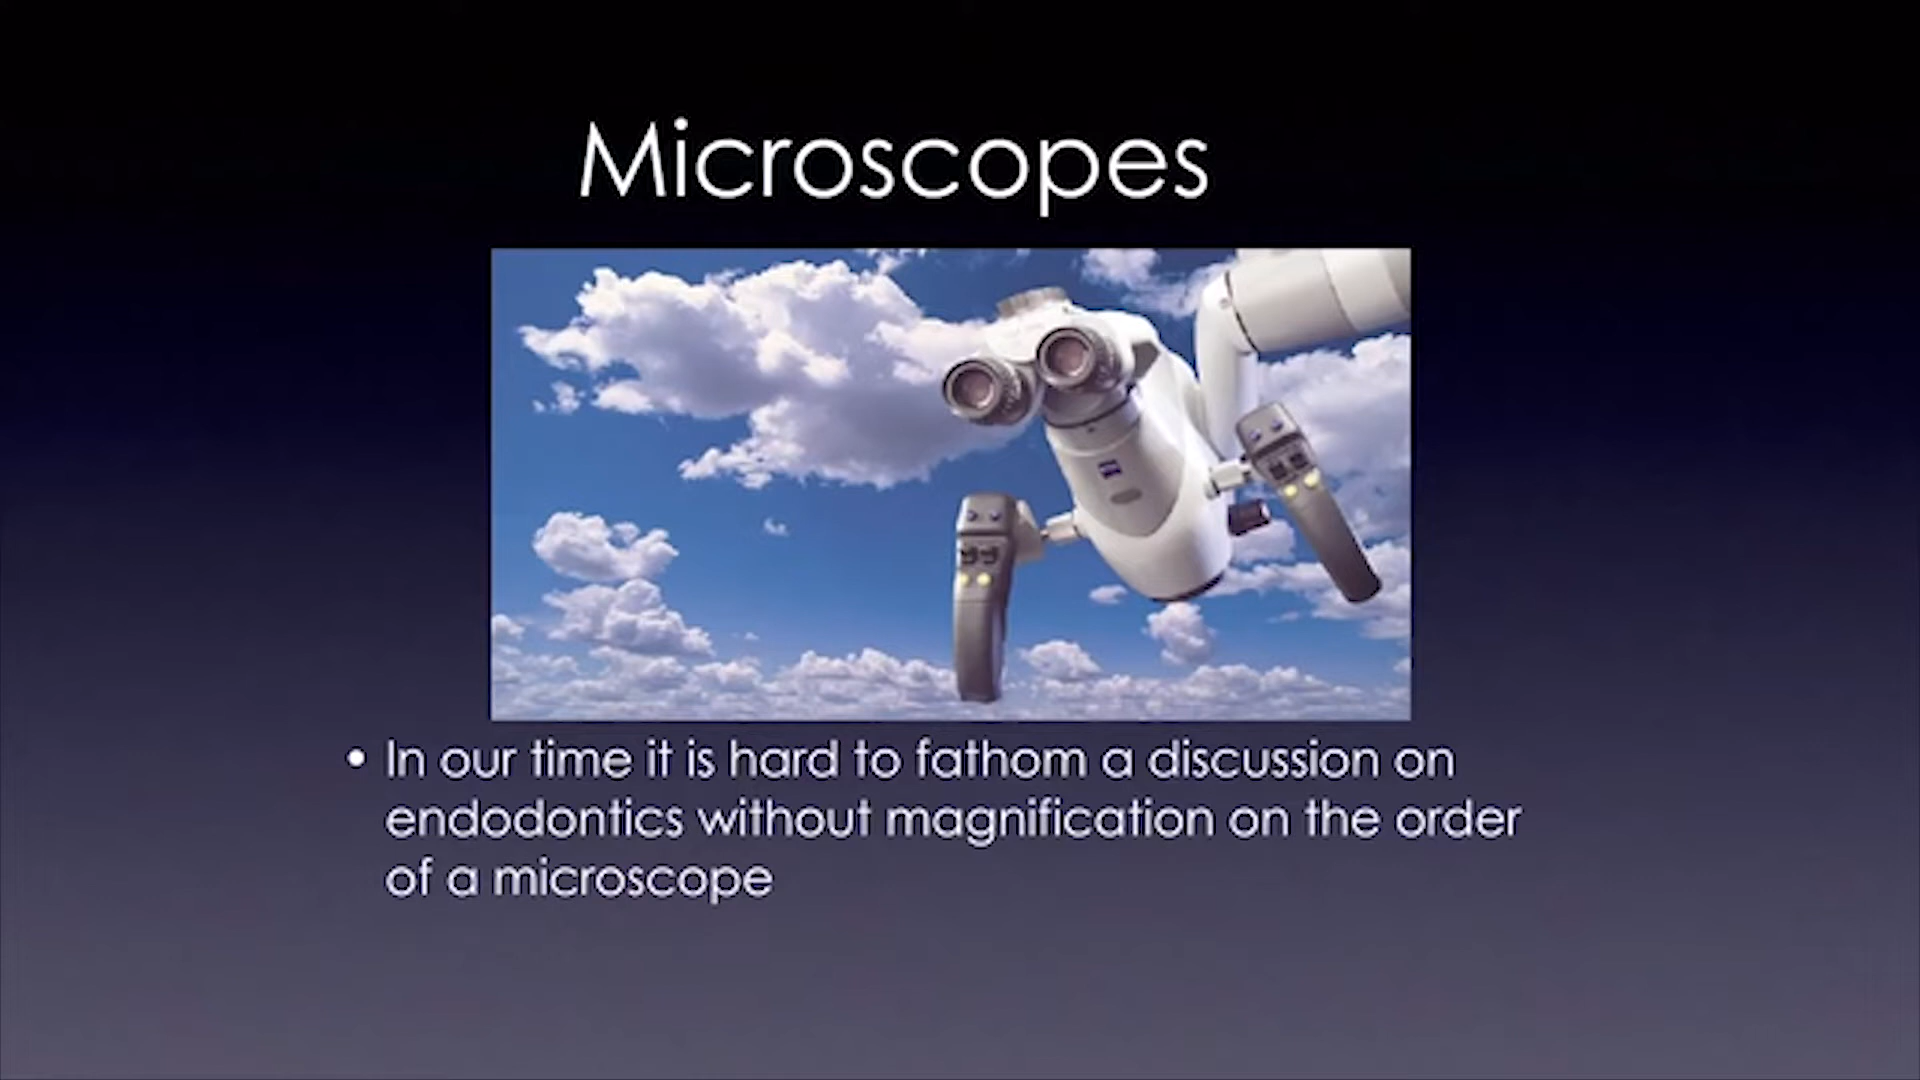 Microscopes
• In our time it is hard to fathom a discussion on
endodontics without magnification on the order
of a microscope